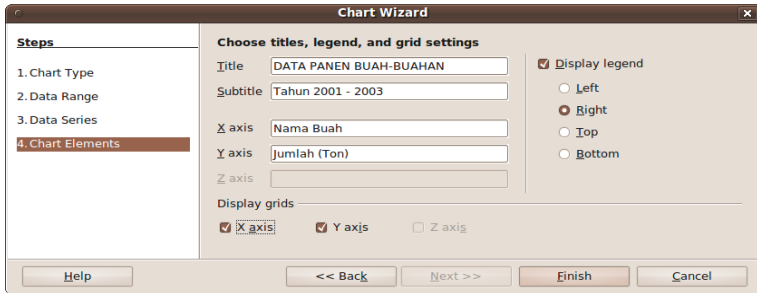 Chart Wizard
Steps
1. Chart Type
2. Data Range
3. Data Series
4. Chart Elements
Choose titles, legend, and grid settings
Title DATA PANEN BUAH-BUAHAN
Subtitle Tahun 2001 - 2003
X axis Nama Buah
Y axis Jumlah (Ton)
Z axis
Display legend
Left
Right
Top
Bottom
Display grids
X axis Y axis Z axis
Help << Back Next >> Finish Cancel